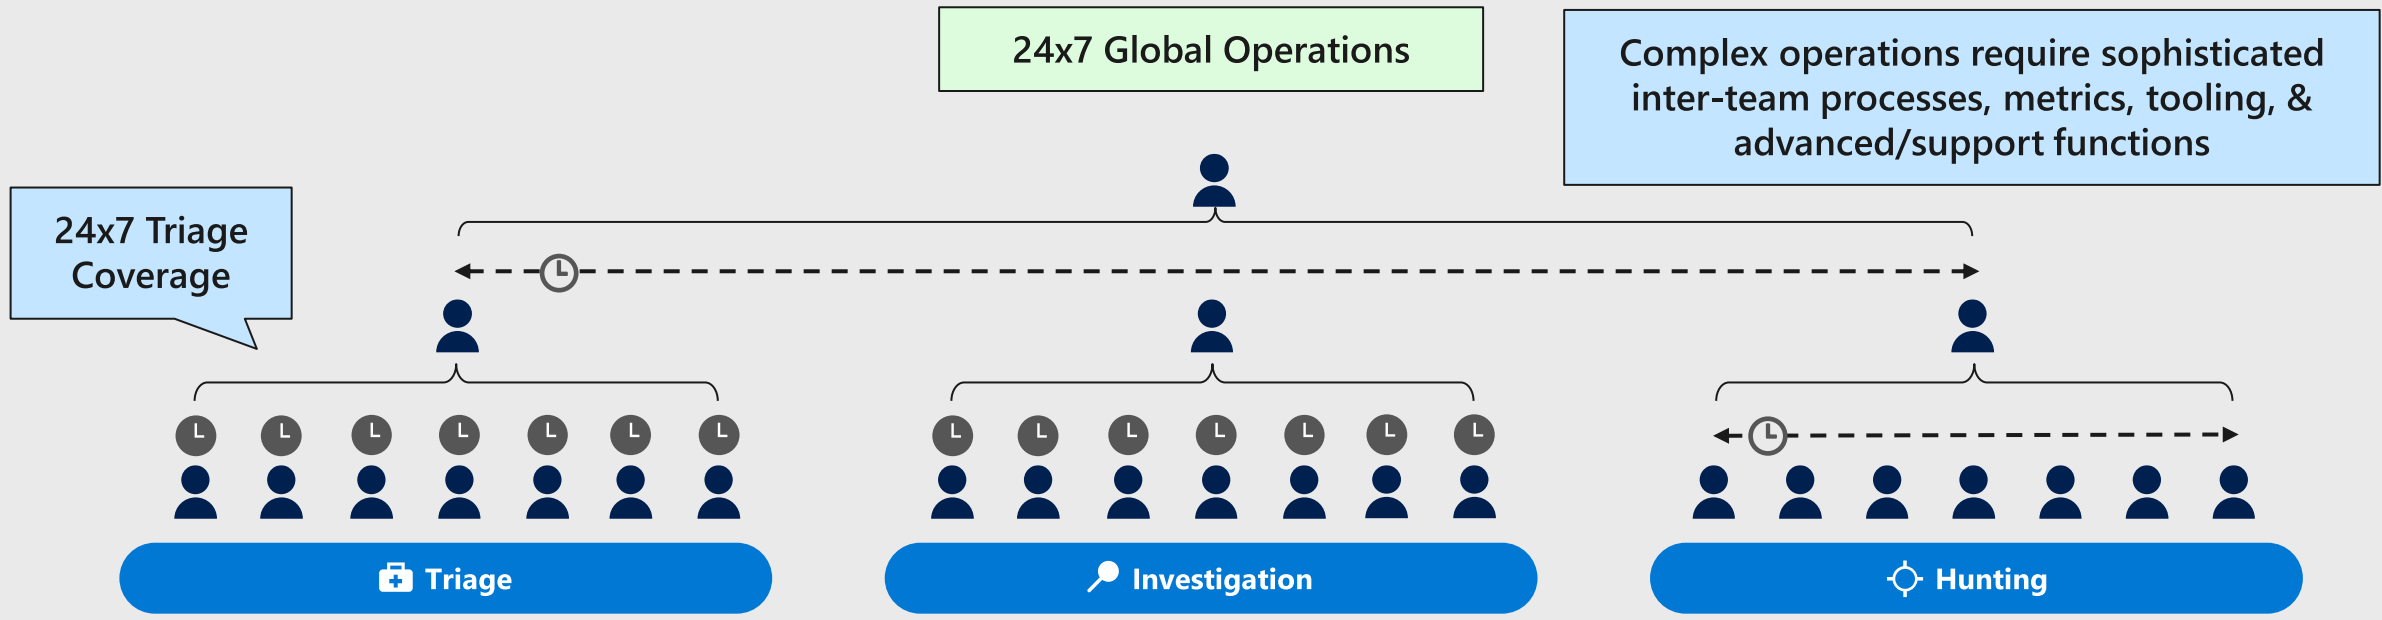 24x7 Global Operations
Complex operations require sophisticated
inter-team processes, metrics, tooling, &
advanced/support functions
24x7 Triage
Coverage
Triage
Investigation
Hunting